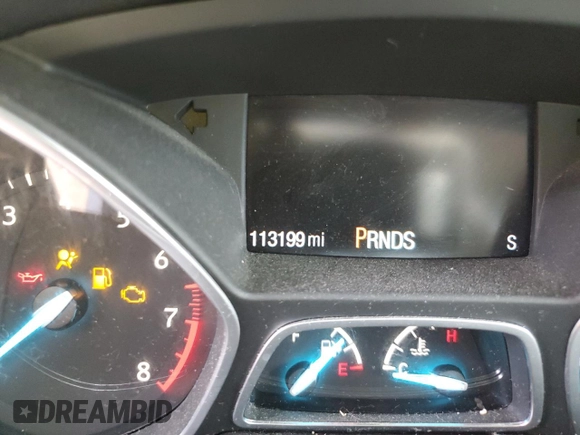 113199 mi PRNDS S
3 4 5 6 7 8
F E C H
DREAMBID